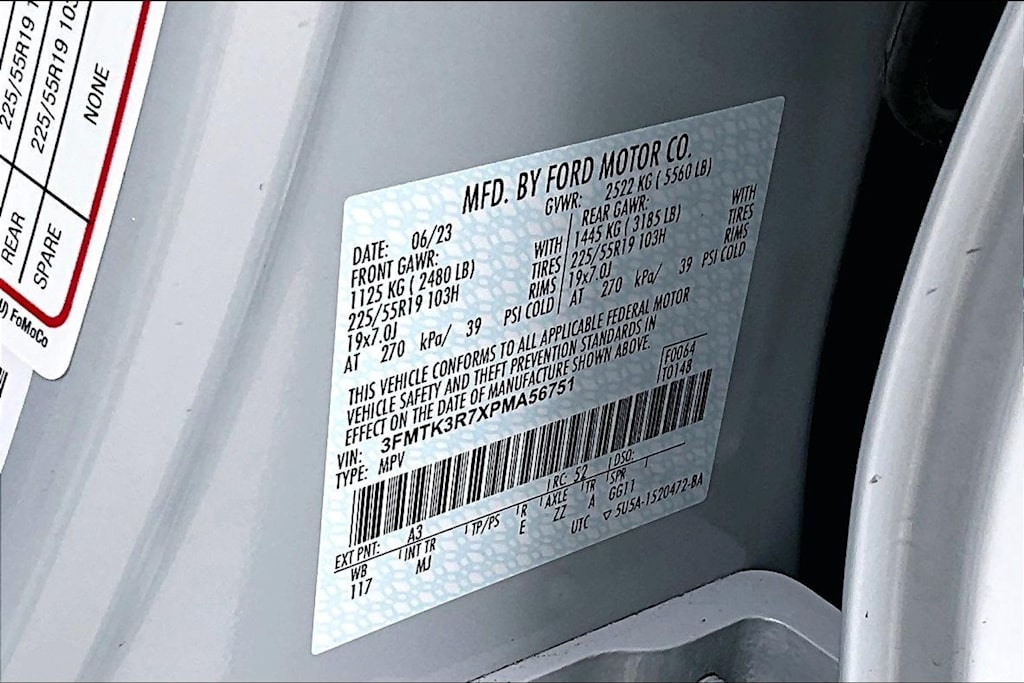 225/55R19 103
225/55R19 103
NONE
REAR
SPARE
FoMoCo
MFD. BY FORD MOTOR CO.
DATE: 06/23 GVWR: 2522 KG ( 5560 LB)
FRONT GAWR: REAR GAWR:
1125 KG ( 2480 LB) WITH 1445 KG ( 3185 LB) WITH
225/55R19 103H TIRES 225/55R19 103H TIRES
19x7.0J RIMS 19x7.0J RIMS
AT 270 kPa/ 39 PSI COLD AT 270 kPa/ 39 PSI COLD
THIS VEHICLE CONFORMS TO ALL APPLICABLE FEDERAL MOTOR
VEHICLE SAFETY AND THEFT PREVENTION STANDARDS IN
EFFECT ON THE DATE OF MANUFACTURE SHOWN ABOVE.
VIN: 3FMTK3R7XPMA56751 F0064
TYPE: MPV T0148
EXT PNT: A3 RC: 52 DSO:
WB INT TR TP/PS R AXLE TR SPR
117 MJ E ZZ A GG11
UTC ▽ 5U5A-1520472-BA